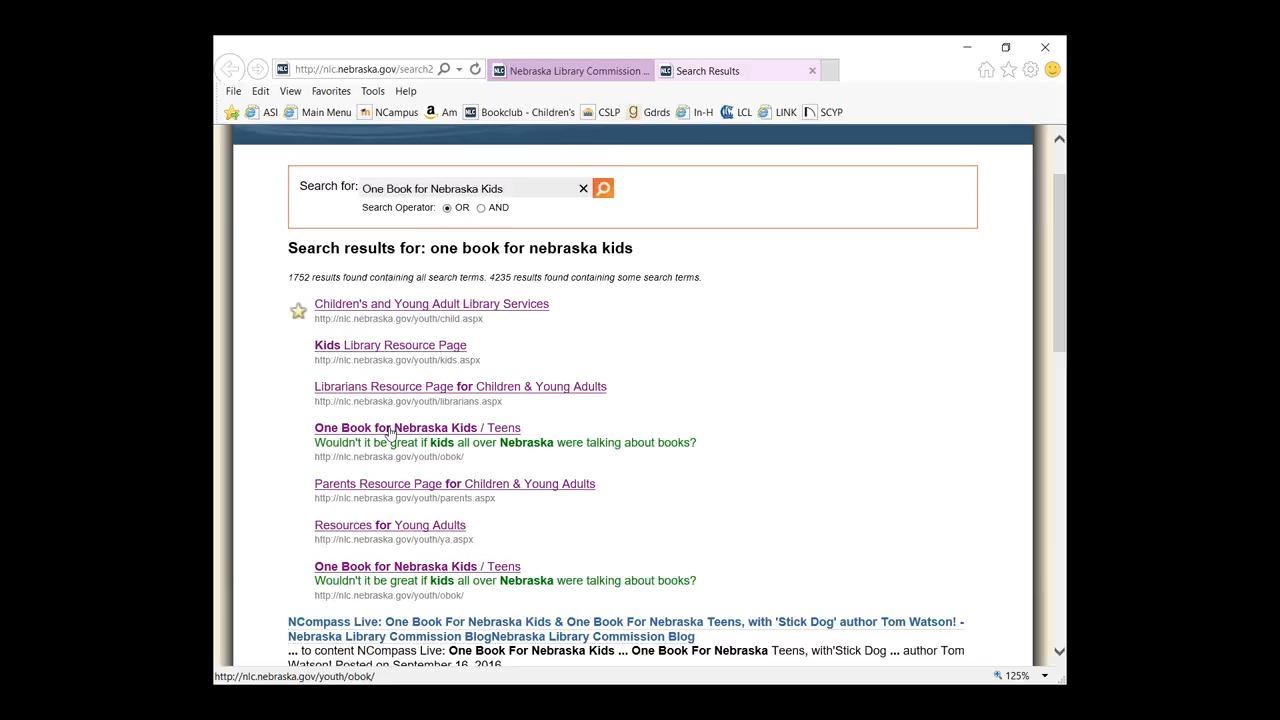 http://nlc.nebraska.gov/search2
NLC Nebraska Library Commission ...
NLC Search Results
File Edit View Favorites Tools Help
ASI Main Menu NCampus Am Bookclub - Children's CSLP Gdrds In-H LCL LINK SCYP
Search for: One Book for Nebraska Kids
Search Operator: OR AND
Search results for: one book for nebraska kids
1752 results found containing all search terms. 4235 results found containing some search terms.
Children's and Young Adult Library Services
http://nlc.nebraska.gov/youth/child.aspx
Kids Library Resource Page
http://nlc.nebraska.gov/youth/kids.aspx
Librarians Resource Page for Children & Young Adults
http://nlc.nebraska.gov/youth/librarians.aspx
One Book for Nebraska Kids / Teens
Wouldn't it be great if kids all over Nebraska were talking about books?
http://nlc.nebraska.gov/youth/obok/
Parents Resource Page for Children & Young Adults
http://nlc.nebraska.gov/youth/parents.aspx
Resources for Young Adults
http://nlc.nebraska.gov/youth/ya.aspx
One Book for Nebraska Kids / Teens
Wouldn't it be great if kids all over Nebraska were talking about books?
http://nlc.nebraska.gov/youth/obok/
NCompass Live: One Book For Nebraska Kids & One Book For Nebraska Teens, with 'Stick Dog' author Tom Watson! -
Nebraska Library Commission BlogNebraska Library Commission Blog
... to content NCompass Live: One Book For Nebraska Kids ... One Book For Nebraska Teens, with'Stick Dog ... author Tom
Watson! Posted on September 16, 2016
http://nlc.nebraska.gov/youth/obok/
125%